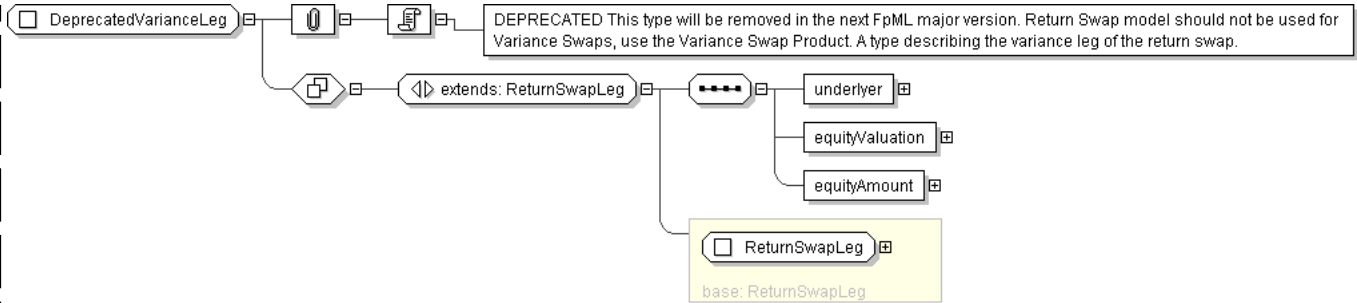 DeprecatedVarianceLeg
DEPRECATED This type will be removed in the next FpML major version. Return Swap model should not be used for
Variance Swaps, use the Variance Swap Product. A type describing the variance leg of the return swap.
extends: ReturnSwapLeg
underlyer
equityValuation
equityAmount
ReturnSwapLeg
base: ReturnSwapLeg